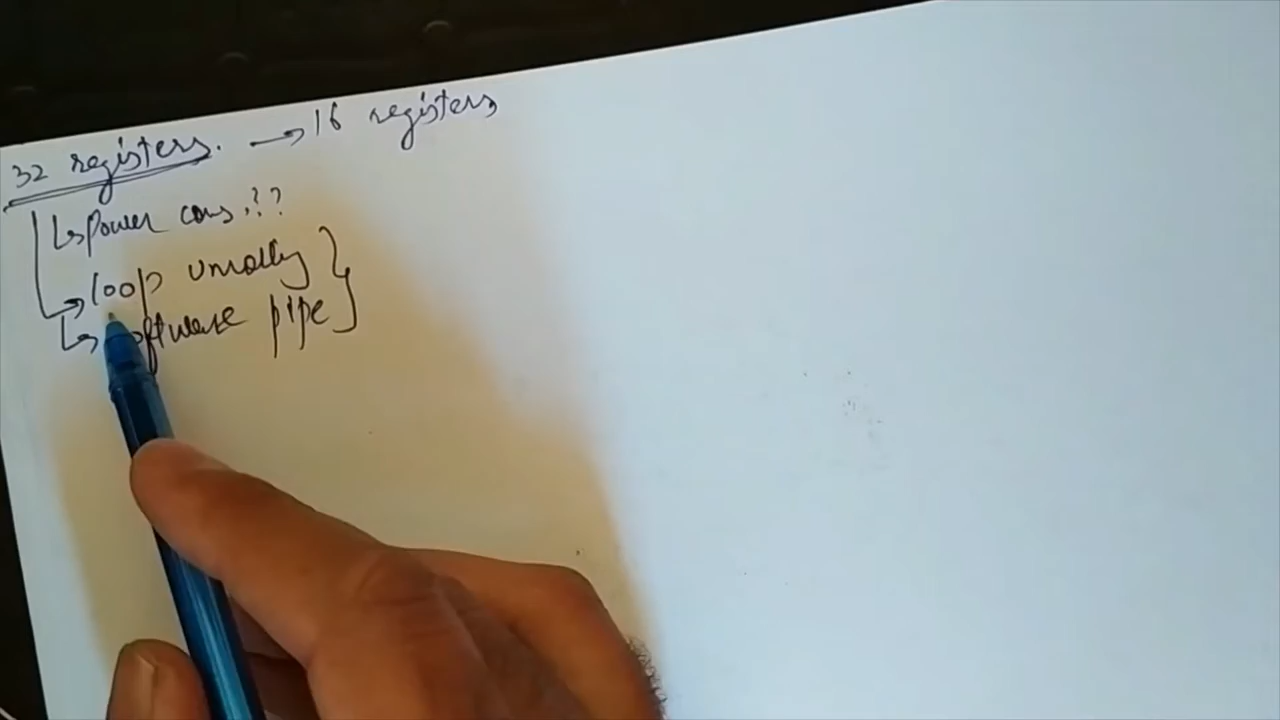 32 registers. → 16 registers
↳ Power cons.??
→ loop unrolling
↳ software pipe